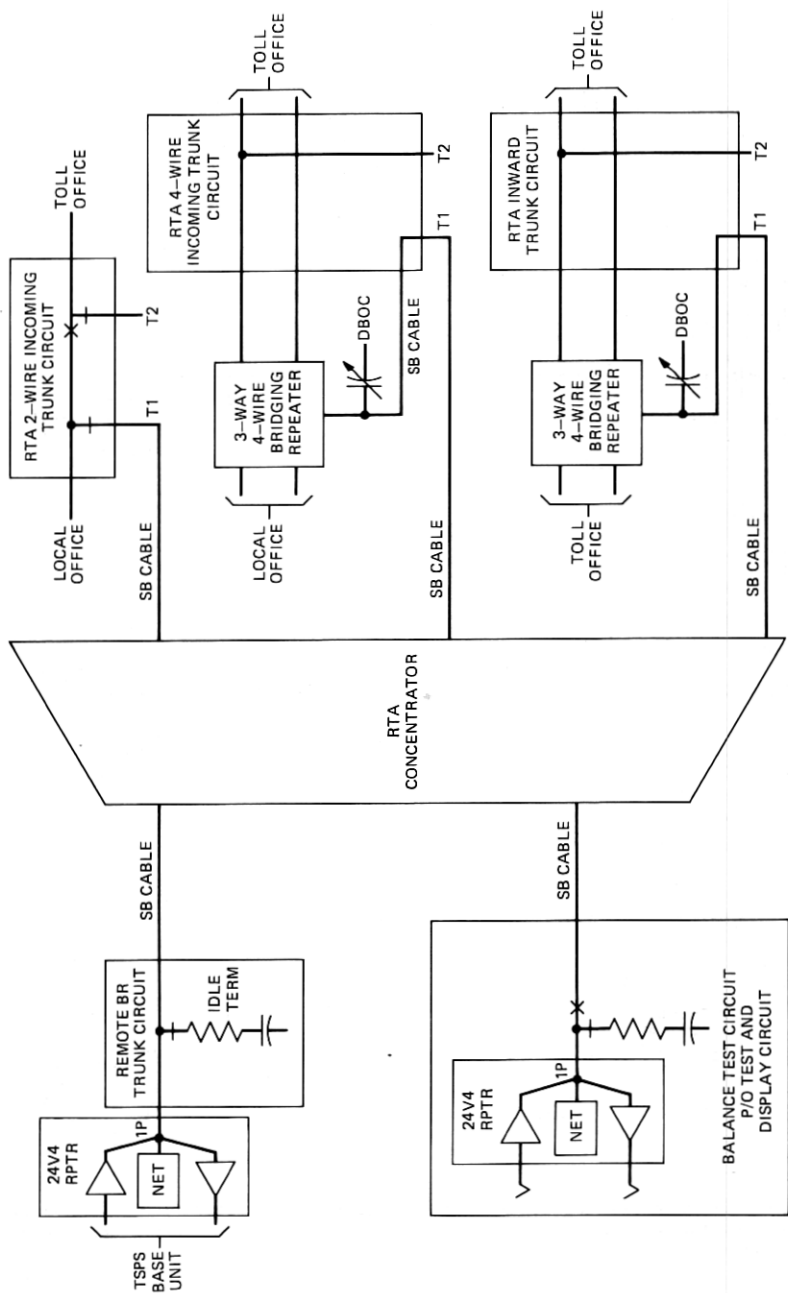 TSPS
BASE
UNIT
24V4
RPTR
1P
NET
REMOTE BR
TRUNK CIRCUIT
IDLE
TERM
SB CABLE
24V4
RPTR
1P
NET
BALANCE TEST CIRCUIT
P/O TEST AND
DISPLAY CIRCUIT
SB CABLE
RTA
CONCENTRATOR
RTA 2-WIRE INCOMING
TRUNK CIRCUIT
LOCAL
OFFICE
TOLL
OFFICE
T1
T2
SB CABLE
RTA 4-WIRE
INCOMING TRUNK
CIRCUIT
TOLL
OFFICE
3-WAY
4-WIRE
BRIDGING
REPEATER
LOCAL
OFFICE
DBOC
SB CABLE
T1
T2
SB CABLE
RTA INWARD
TRUNK CIRCUIT
TOLL
OFFICE
3-WAY
4-WIRE
BRIDGING
REPEATER
TOLL
OFFICE
DBOC
T1
T2
SB CABLE